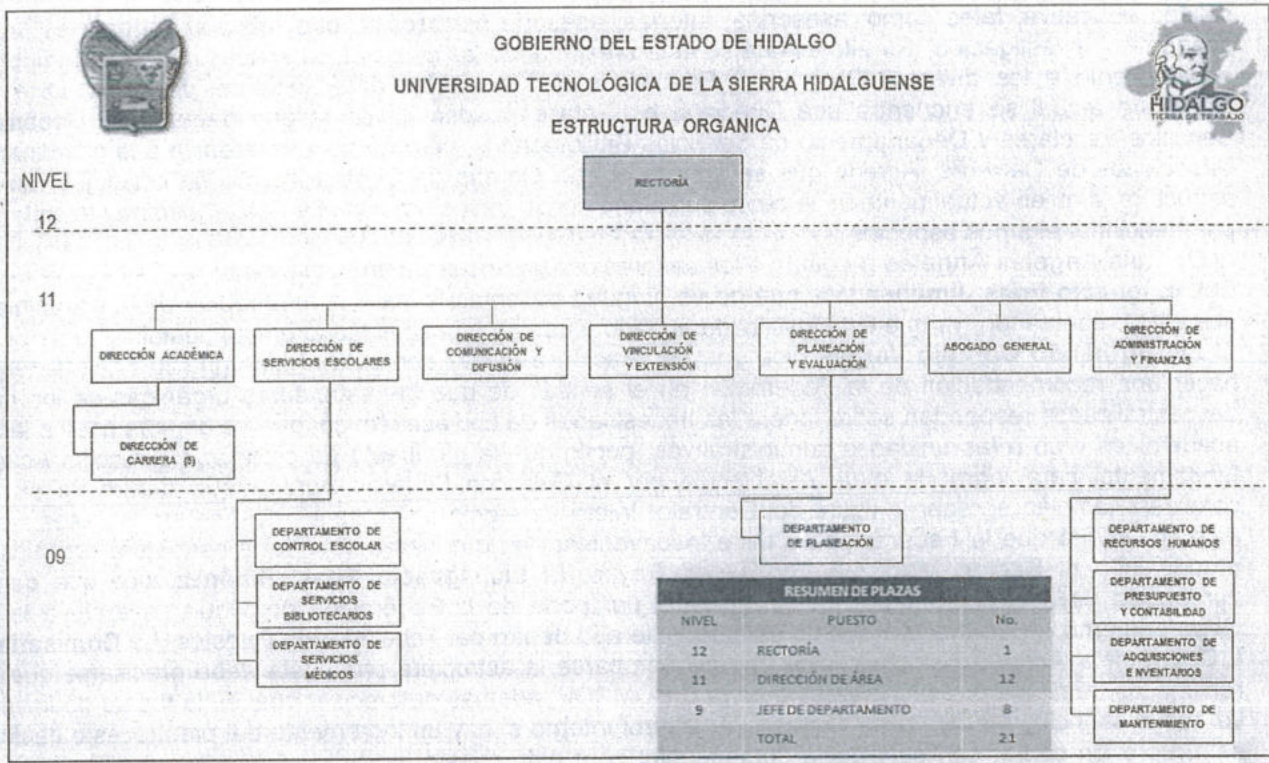 GOBIERNO DEL ESTADO DE HIDALGO
UNIVERSIDAD TECNOLÓGICA DE LA SIERRA HIDALGUENSE
ESTRUCTURA ORGANICA
HIDALGO
TIERRA DE TRABAJO
NIVEL
RECTORÍA
12
11
DIRECCIÓN ACADÉMICA
DIRECCIÓN DE
SERVICIOS ESCOLARES
DIRECCIÓN DE
COMUNICACIÓN Y
DIFUSIÓN
DIRECCIÓN DE
VINCULACIÓN
Y EXTENSIÓN
DIRECCIÓN DE
PLANEACIÓN
Y EVALUACIÓN
ABOGADO GENERAL
DIRECCIÓN DE
ADMINISTRACIÓN
Y FINANZAS
DIRECCIÓN DE
CARRERA (5)
09
DEPARTAMENTO DE
CONTROL ESCOLAR
DEPARTAMENTO DE
SERVICIOS
BIBLIOTECARIOS
DEPARTAMENTO DE
SERVICIOS
MÉDICOS
DEPARTAMENTO
DE PLANEACIÓN
DEPARTAMENTO DE
RECURSOS HUMANOS
DEPARTAMENTO DE
PRESUPUESTO
Y CONTABILIDAD
DEPARTAMENTO DE
ADQUISICIONES
E INVENTARIOS
DEPARTAMENTO DE
MANTENIMIENTO
RESUMEN DE PLAZAS
NIVEL PUESTO No.
12 RECTORÍA 1
11 DIRECCIÓN DE ÁREA 12
9 JEFE DE DEPARTAMENTO 8
TOTAL 21